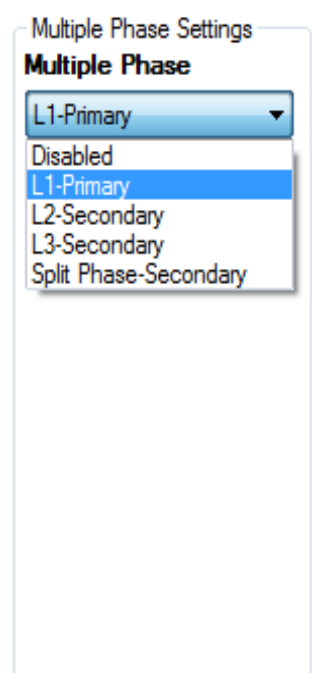 Multiple Phase Settings
Multiple Phase
L1-Primary
Disabled
L1-Primary
L2-Secondary
L3-Secondary
Split Phase-Secondary